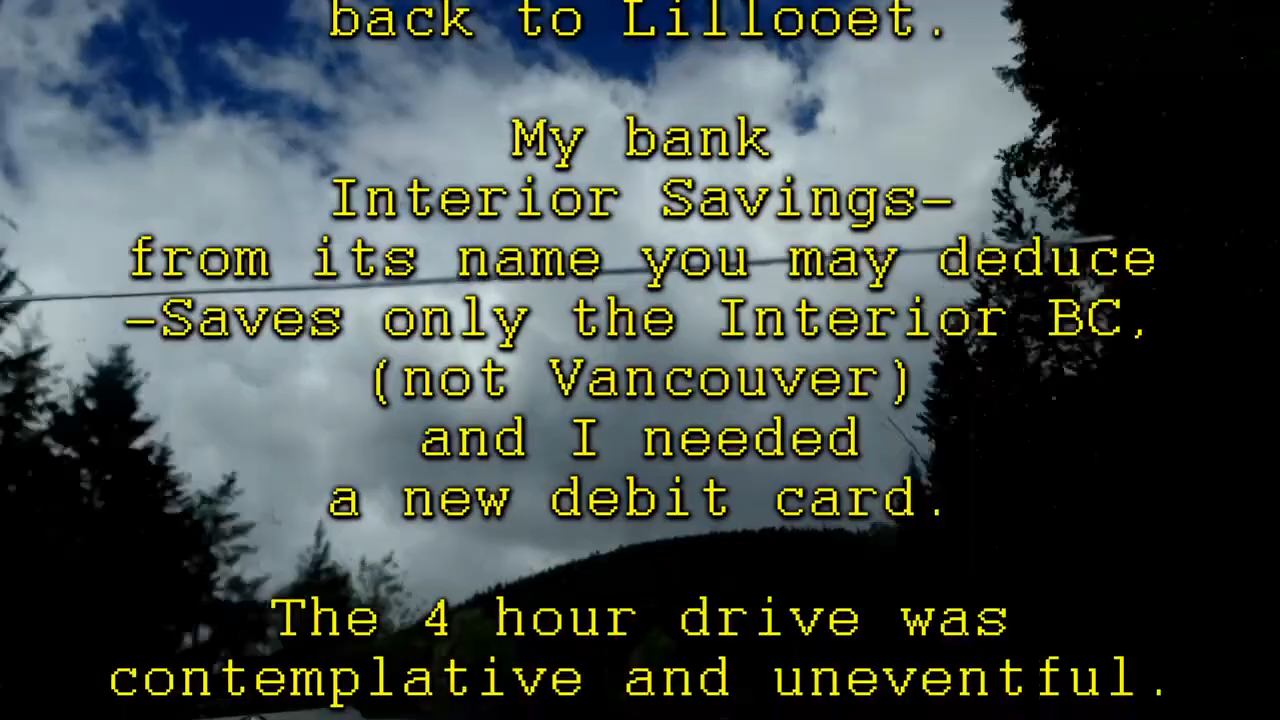 back to Lillooet.
My bank
Interior Savings-
from its name you may deduce
-Saves only the Interior BC,
(not Vancouver)
and I needed
a new debit card.
The 4 hour drive was
contemplative and uneventful.